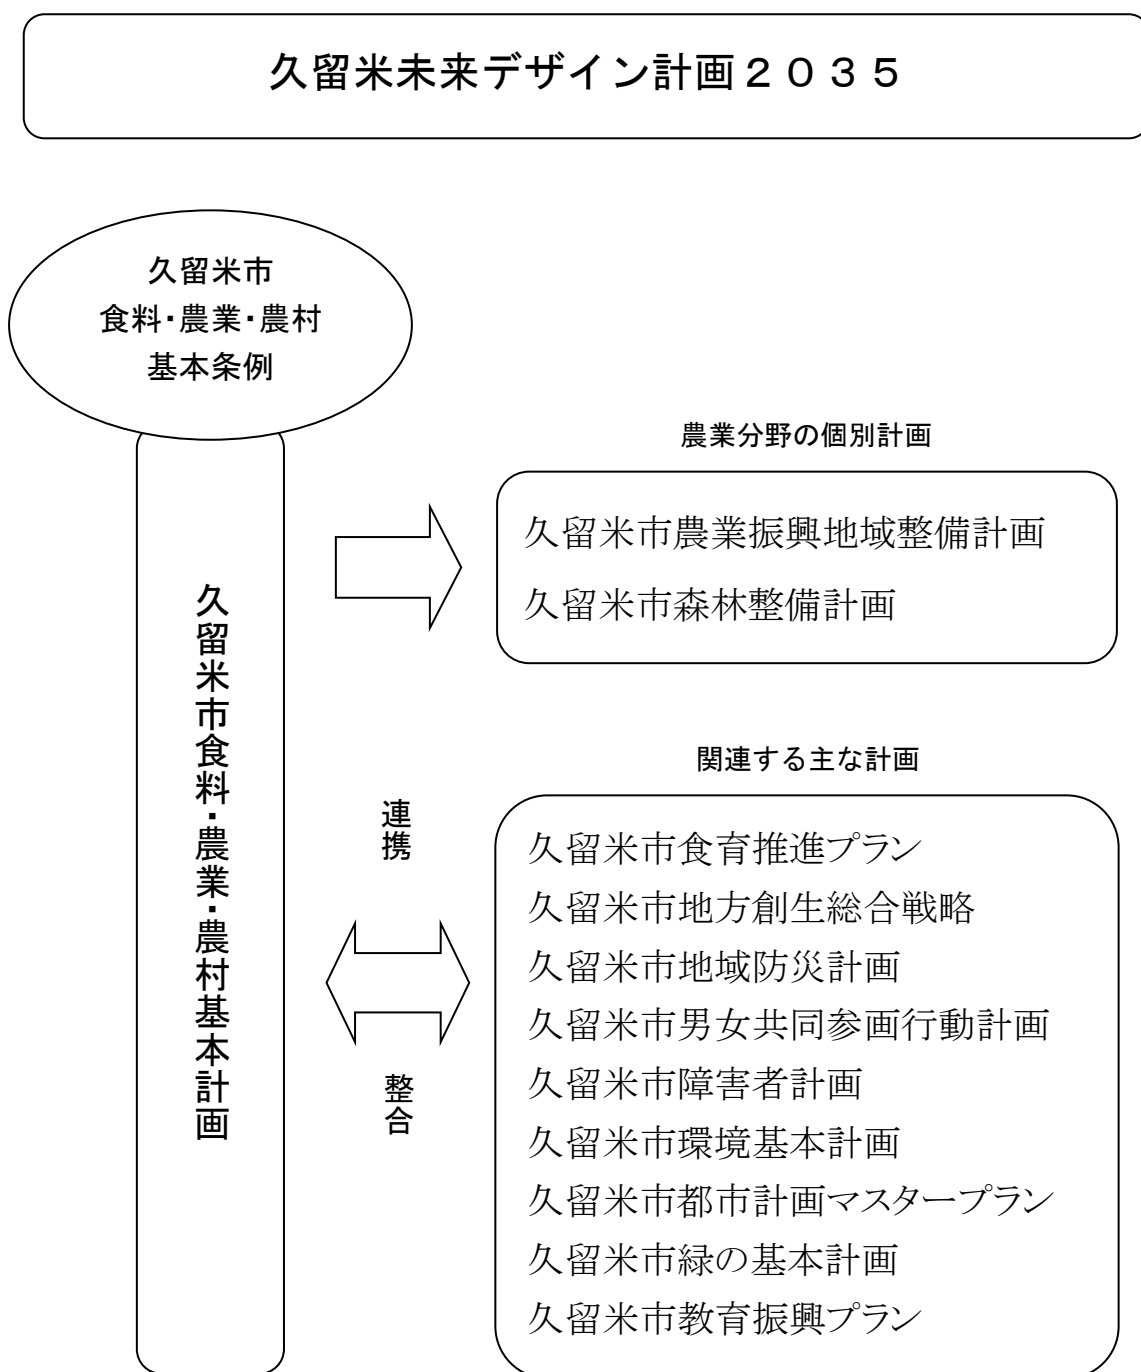 久留米未来デザイン計画２０３５
久留米市
食料・農業・農村
基本条例
久留米市食料・農業・農村基本計画
農業分野の個別計画
久留米市農業振興地域整備計画
久留米市森林整備計画
連携
整合
関連する主な計画
久留米市食育推進プラン
久留米市地方創生総合戦略
久留米市地域防災計画
久留米市男女共同参画行動計画
久留米市障害者計画
久留米市環境基本計画
久留米市都市計画マスタープラン
久留米市緑の基本計画
久留米市教育振興プラン